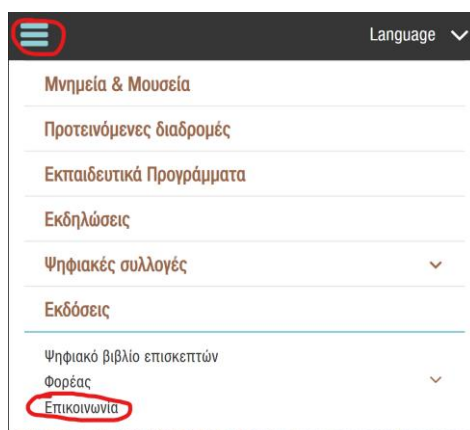 Language
Μνημεία & Μουσεία
Προτεινόμενες διαδρομές
Εκπαιδευτικά Προγράμματα
Εκδηλώσεις
Ψηφιακές συλλογές
Εκδόσεις
Ψηφιακό βιβλίο επισκεπτών
Φορέας
Επικοινωνία